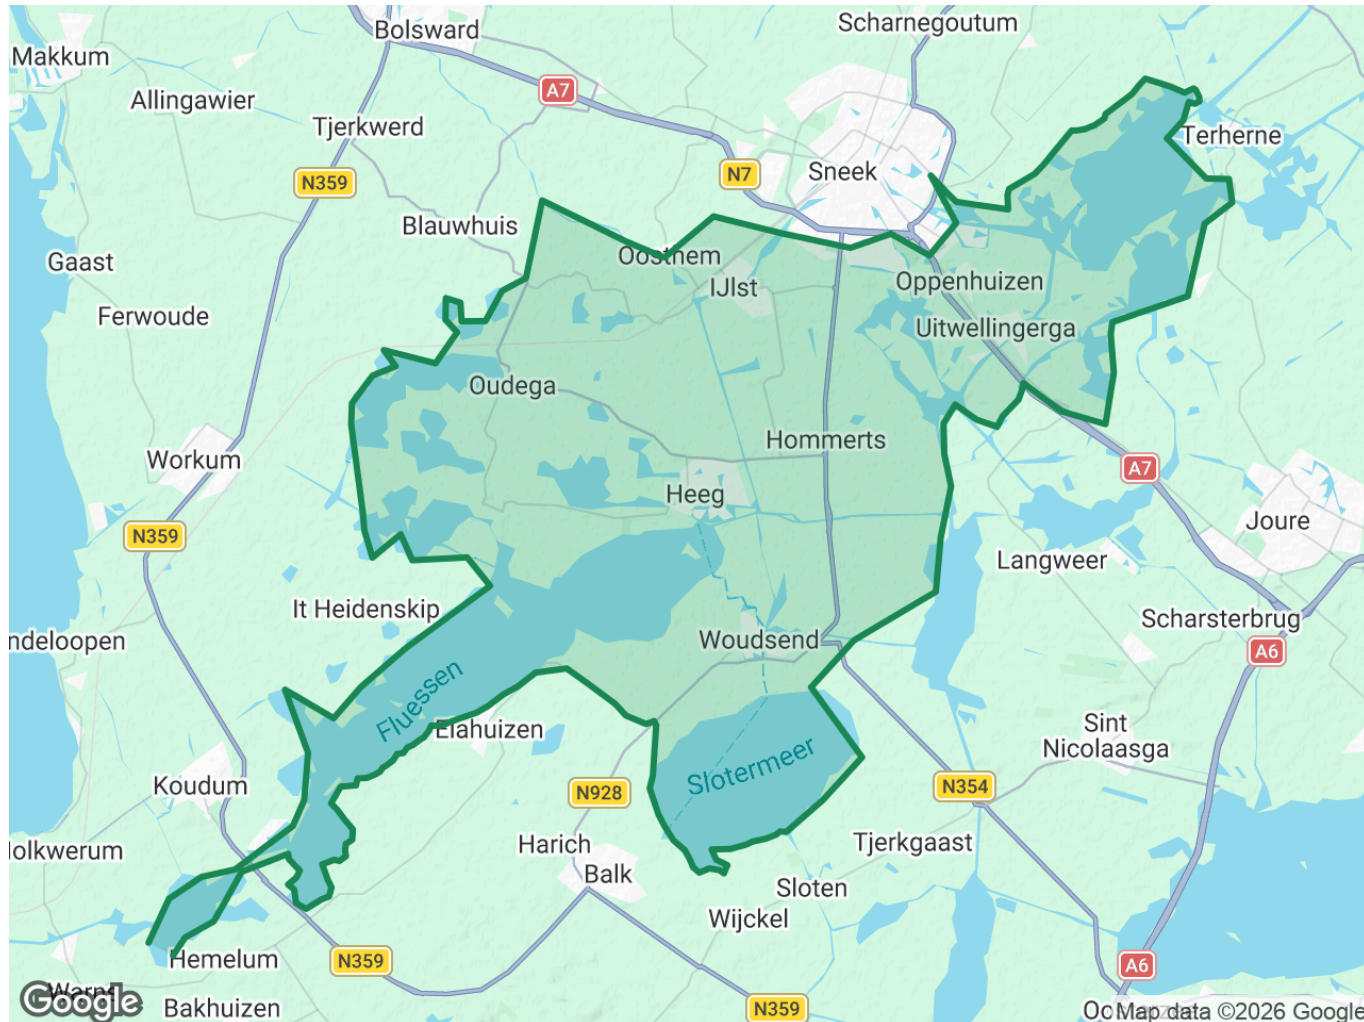 Scharnegoutum
Bolsward
Makkum
A7
Allingawier
Tjerkwerd
Terherne
N7
Sneek
N359
Blauwhuis
Oosthem
Gaast
IJlst
Oppenhuizen
Ferwoude
Uitwellingerga
Oudega
Hommerts
Workum
A7
Heeg
Joure
N359
Langweer
It Heidenskip
Scharsterbrug
ndeloopen
Woudsend
A6
Fluessen
Elahuizen
Sint
Nicolaasga
Slotermeer
Koudum
N928
N354
Harich
Tjerkgaast
olkwerum
Balk
Sloten
Wijckel
Hemelum
N359
A6
Google
Bakhuizen
N359
Map data ©2026 Google